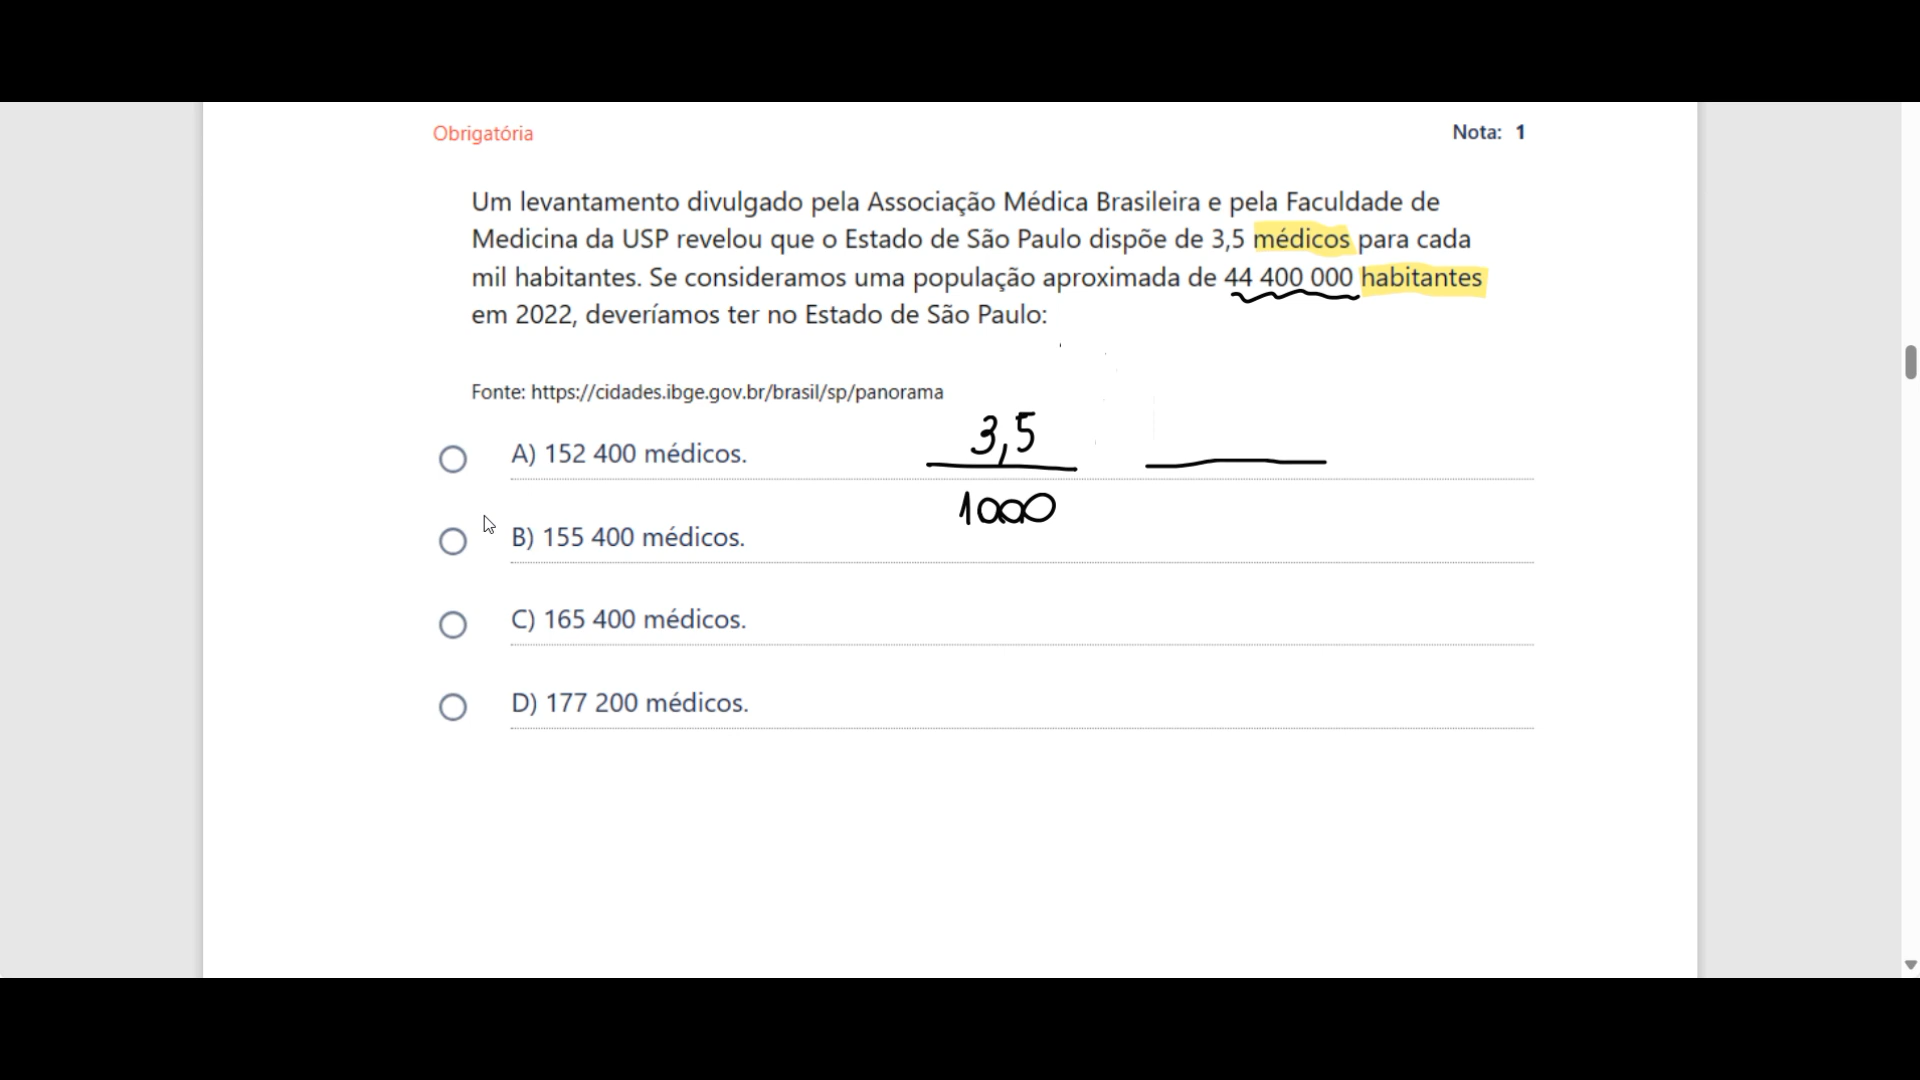 Obrigatória
Nota: 1
Um levantamento divulgado pela Associação Médica Brasileira e pela Faculdade de
Medicina da USP revelou que o Estado de São Paulo dispõe de 3,5 médicos para cada
mil habitantes. Se consideramos uma população aproximada de 44 400 000 habitantes
em 2022, deveríamos ter no Estado de São Paulo:
Fonte: https://cidades.ibge.gov.br/brasil/sp/panorama
3,5
1000
A) 152 400 médicos.
B) 155 400 médicos.
C) 165 400 médicos.
D) 177 200 médicos.